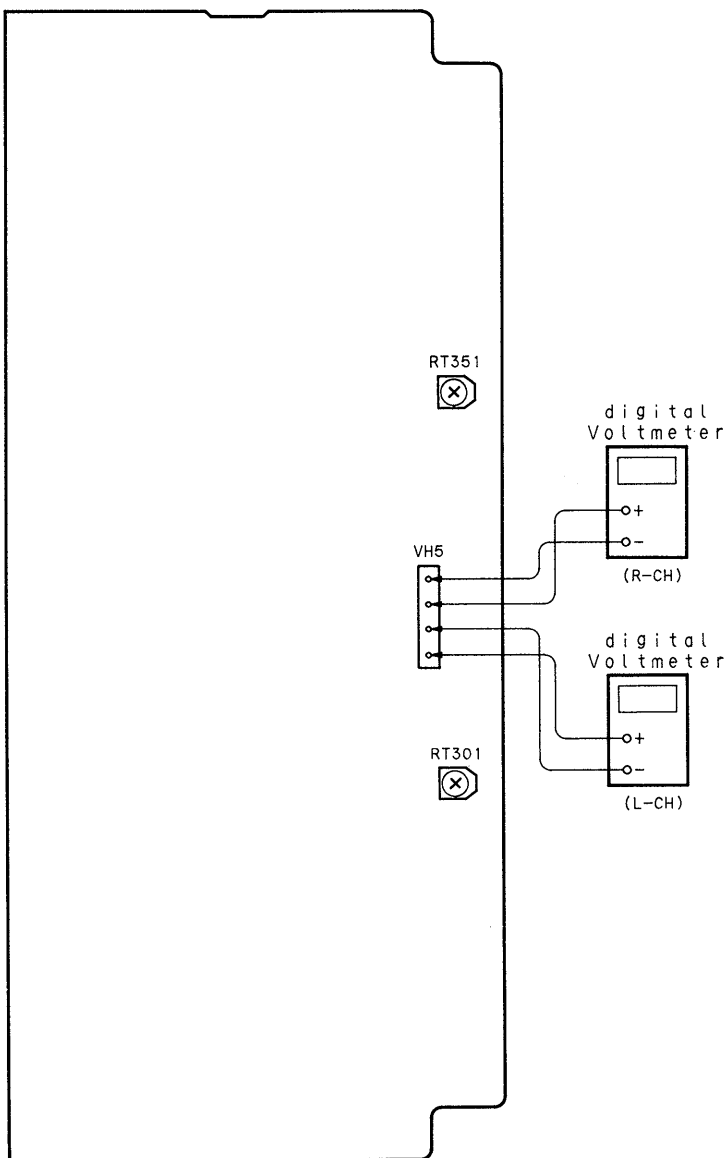 RT351
digital
Voltmeter
+
-
(R-CH)
VH5
digital
Voltmeter
+
-
(L-CH)
RT301